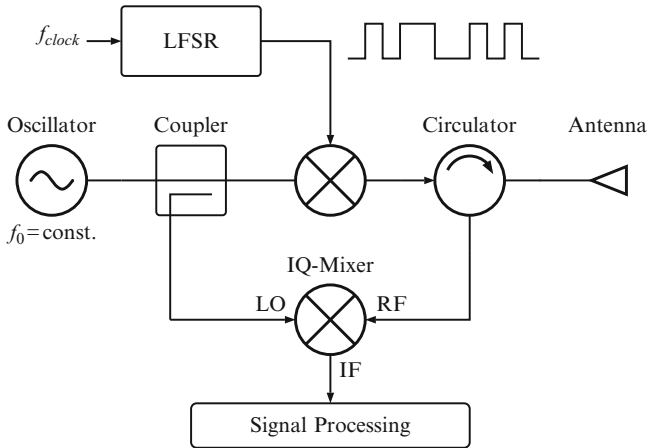 f_clock
LFSR
Oscillator
Coupler
Circulator
Antenna
f_0=const.
IQ-Mixer
LO
RF
IF
Signal Processing